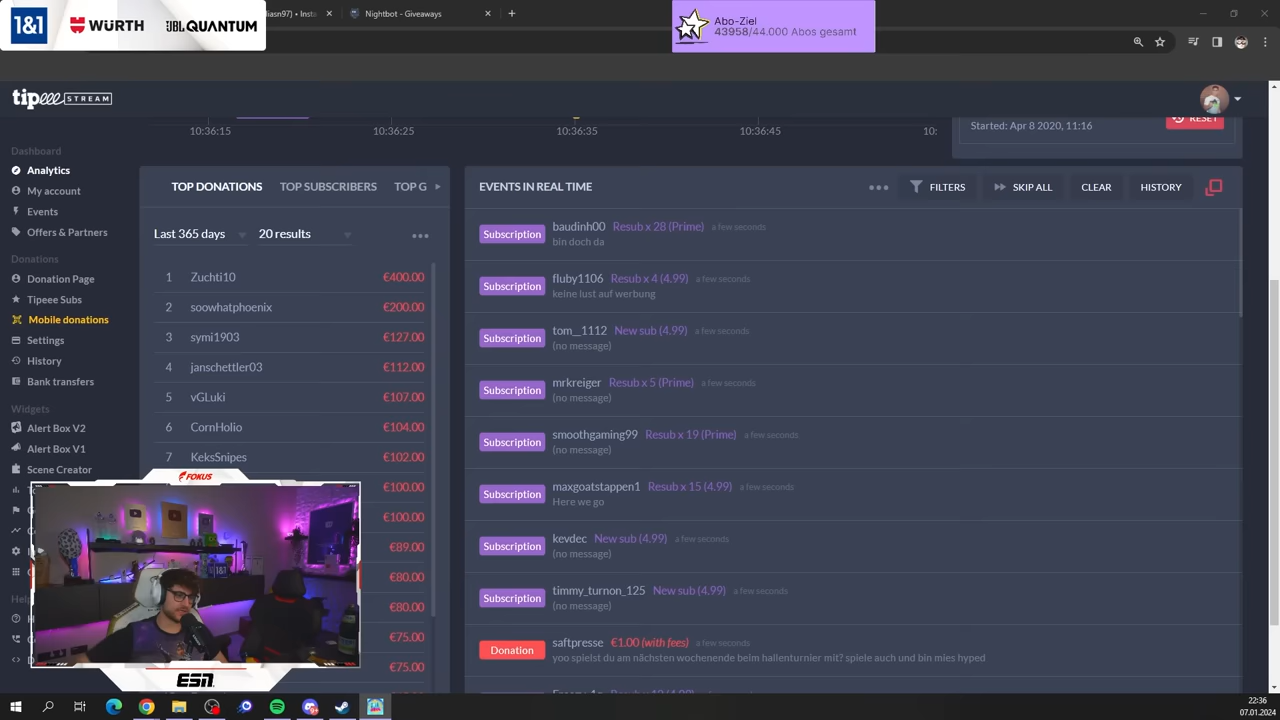 1&1 WÜRTH JBL QUANTUM
iasn97) • Inst
Nightbot - Giveaways
Abo-Ziel
43958/44.000 Abos gesamt
tipeee STREAM
10:36:15 10:36:25 10:36:35 10:36:45 10:
Started: Apr 8 2020, 11:16
RESET
Dashboard
Analytics
My account
Events
Offers & Partners
Donations
Donation Page
Tipeee Subs
Mobile donations
Settings
History
Bank transfers
Widgets
Alert Box V2
Alert Box V1
Scene Creator
Help
TOP DONATIONS TOP SUBSCRIBERS TOP G
Last 365 days 20 results
1 Zuchti10 €400.00
2 soowhatphoenix €200.00
3 symi1903 €127.00
4 janschettler03 €112.00
5 vGLuki €107.00
6 CornHolio €104.00
7 KeksSnipes €102.00
€100.00
€100.00
€89.00
€80.00
€80.00
€75.00
€75.00
EVENTS IN REAL TIME
FILTERS SKIP ALL CLEAR HISTORY
Subscription baudinh00 Resub x 28 (Prime) a few seconds
bin doch da
Subscription fluby1106 Resub x 4 (4.99) a few seconds
keine lust auf werbung
Subscription tom__1112 New sub (4.99) a few seconds
(no message)
Subscription mrkreiger Resub x 5 (Prime) a few seconds
(no message)
Subscription smoothgaming99 Resub x 19 (Prime) a few seconds
(no message)
Subscription maxgoatstappen1 Resub x 15 (4.99) a few seconds
Here we go
Subscription kevdec New sub (4.99) a few seconds
(no message)
Subscription timmy_turnon_125 New sub (4.99) a few seconds
(no message)
Donation saftpresse €1.00 (with fees) a few seconds
yoo spielst du am nächsten wochenende beim hallenturnier mit? spiele auch und bin mies hyped
FOKUS
1&1
ESN
22:36
07.01.2024